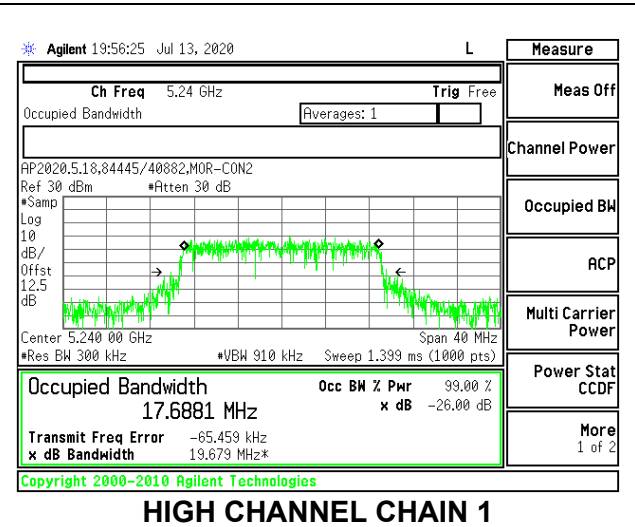 Agilent 19:56:25 Jul 13, 2020 L Measure
Ch Freq 5.24 GHz Trig Free
Meas Off
Occupied Bandwidth Averages: 1
Channel Power
AP2020.5.18,84445/40882,MOR-CON2
Ref 30 dBm #Atten 30 dB
#Samp
Log
10
dB/
Offst
12.5
dB
Occupied BW
ACP
Multi Carrier
Power
Center 5.240 00 GHz Span 40 MHz
#Res BW 300 kHz #VBW 910 kHz Sweep 1.399 ms (1000 pts)
Power Stat
CCDF
Occupied Bandwidth Occ BW % Pwr 99.00 %
17.6881 MHz x dB -26.00 dB
Transmit Freq Error -65.459 kHz
x dB Bandwidth 19.679 MHz*
More
1 of 2
Copyright 2000-2010 Agilent Technologies
HIGH CHANNEL CHAIN 1